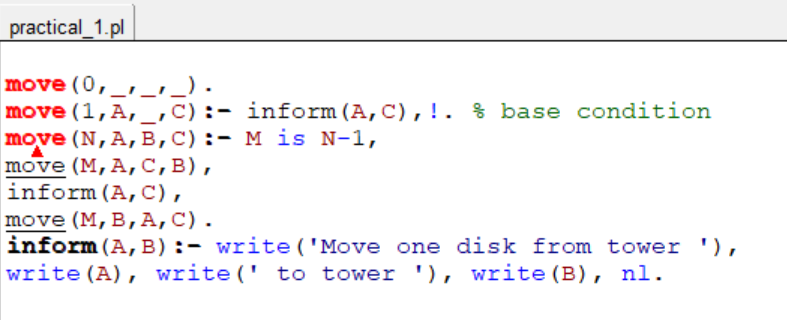 practical_1.pl
move(0,_,_,_).
move(1,A,_,C):- inform(A,C),!. % base condition
move(N,A,B,C):- M is N-1,
move(M,A,C,B),
inform(A,C),
move(M,B,A,C).
inform(A,B):- write('Move one disk from tower '),
write(A), write(' to tower '), write(B), nl.